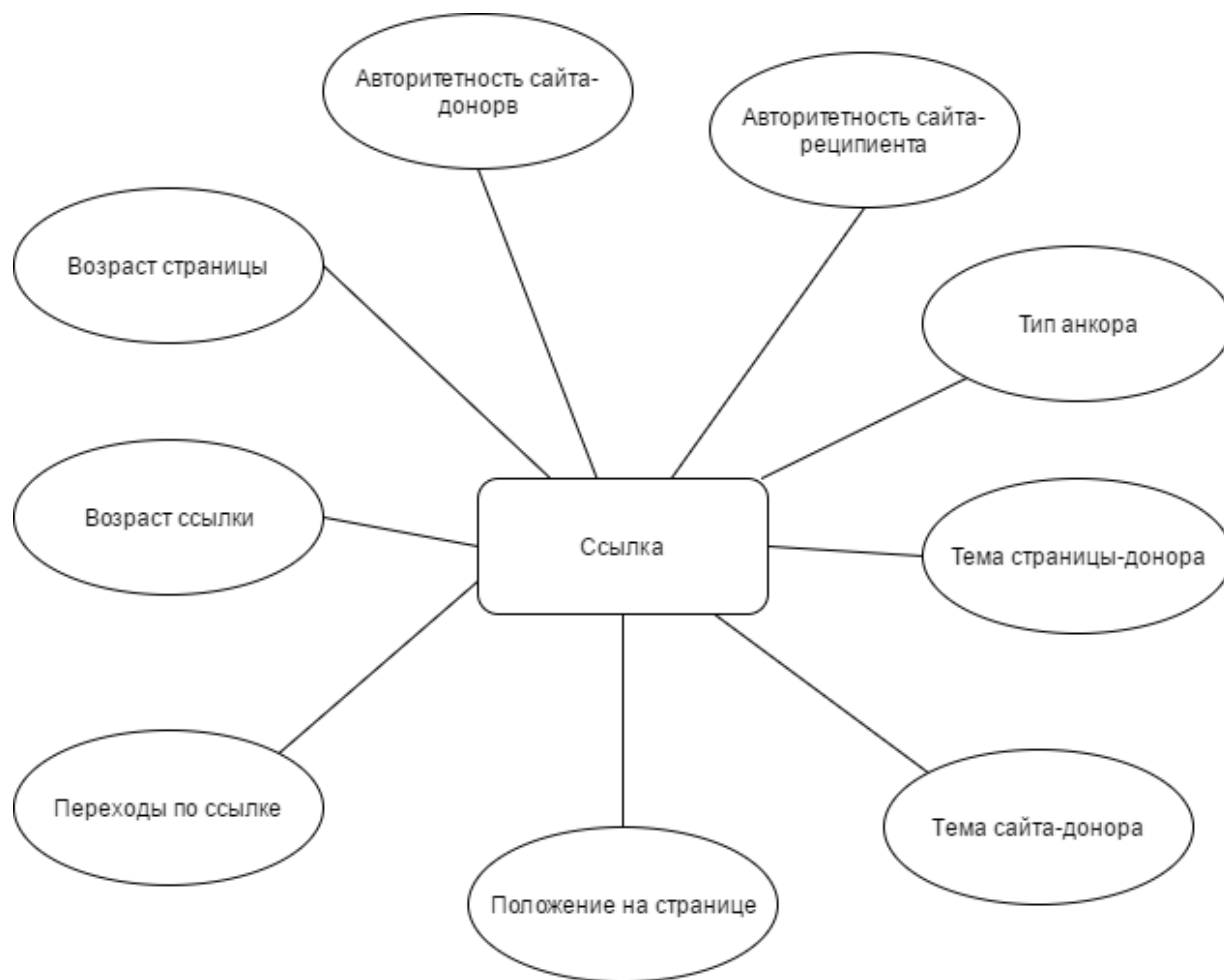 Авторитетность сайта-
донорв
Авторитетность сайта-
реципиента
Возраст страницы
Тип анкора
Возраст ссылки
Ссылка
Тема страницы-донора
Переходы по ссылке
Тема сайта-донора
Положение на странице